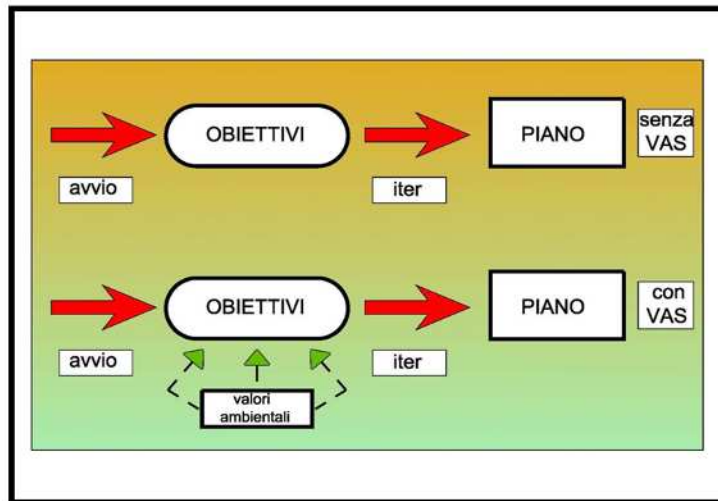 OBIETTIVI
PIANO
senza
VAS
avvio
iter
OBIETTIVI
PIANO
con
VAS
avvio
iter
valori
ambientali